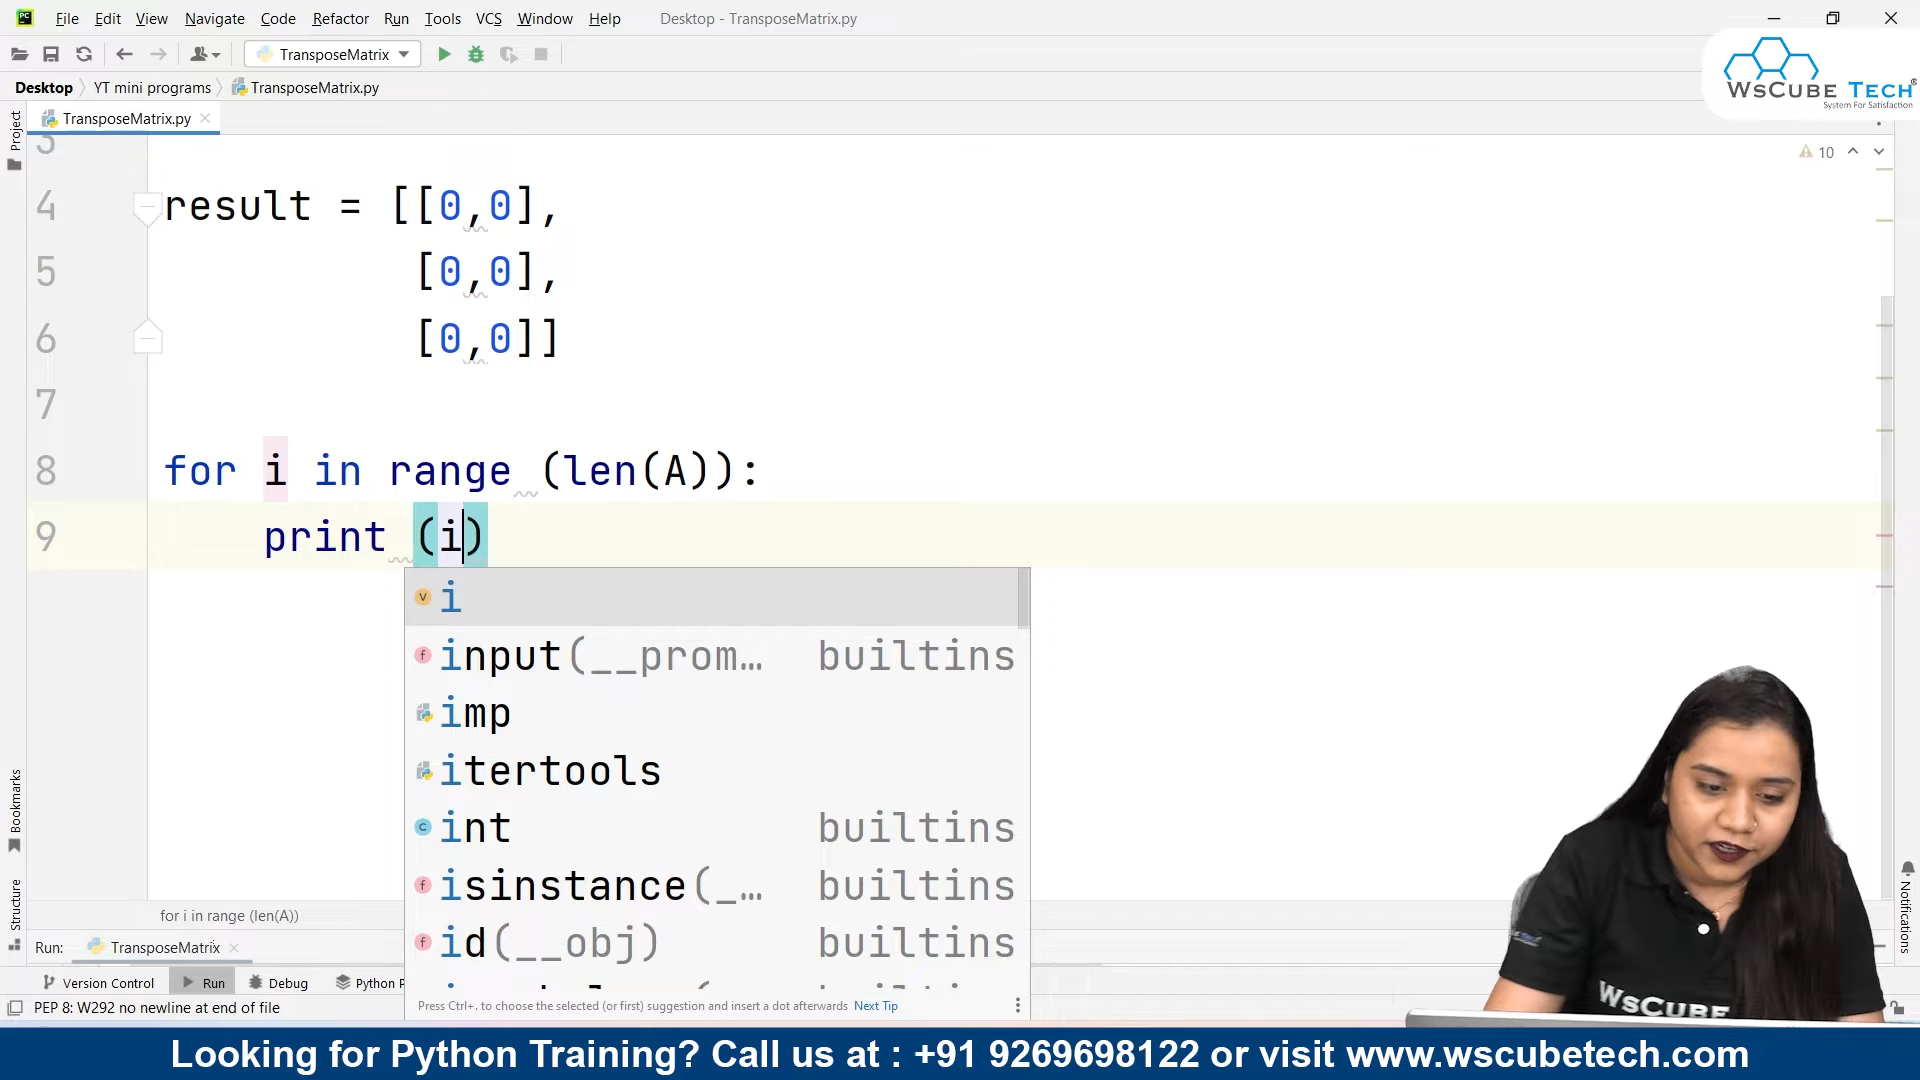 PC File Edit View Navigate Code Refactor Run Tools VCS Window Help Desktop - TransposeMatrix.py
TransposeMatrix
WsCube Tech®
System For Satisfaction
Desktop YT mini programs TransposeMatrix.py
Project TransposeMatrix.py
10
3
4 result = [[0,0],
5 [0,0],
6 [0,0]]
7
8 for i in range (len(A)):
9 print (i)
i
input(__prom… builtins
imp
itertools
int builtins
isinstance(_… builtins
id(__obj) builtins
Press Ctrl+. to choose the selected (or first) suggestion and insert a dot afterwards Next Tip
Bookmarks
Structure
Notifications
for i in range (len(A))
Run: TransposeMatrix
Version Control Run Debug Python P
PEP 8: W292 no newline at end of file
WsCube
Looking for Python Training? Call us at : +91 9269698122 or visit www.wscubetech.com